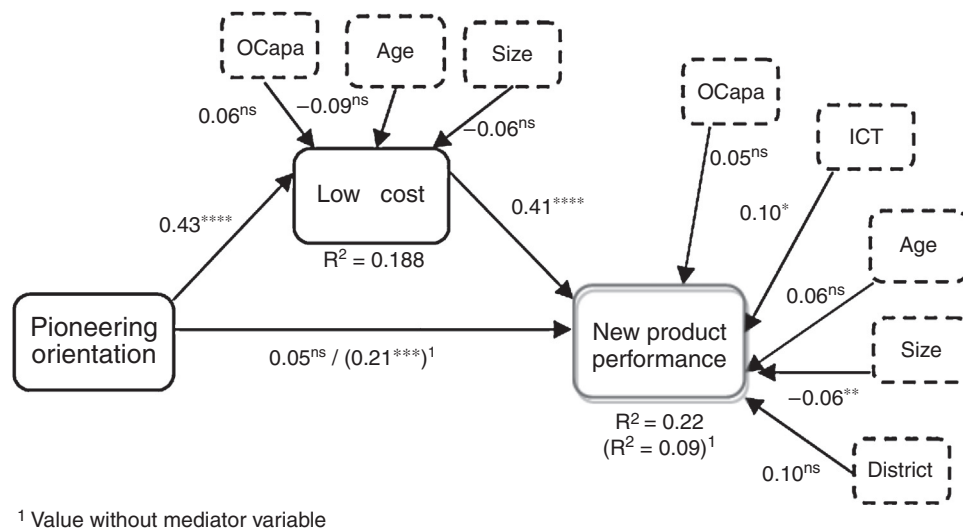 OCapa
Age
Size
0.06ns
−0.09ns
−0.06ns
OCapa
ICT
0.05ns
Low cost
0.43****
0.41****
0.10*
R2 = 0.188
Age
0.06ns
Pioneering
orientation
New product
performance
Size
0.05ns / (0.21***)1
−0.06**
R2 = 0.22
(R2 = 0.09)1
0.10ns
District
1 Value without mediator variable